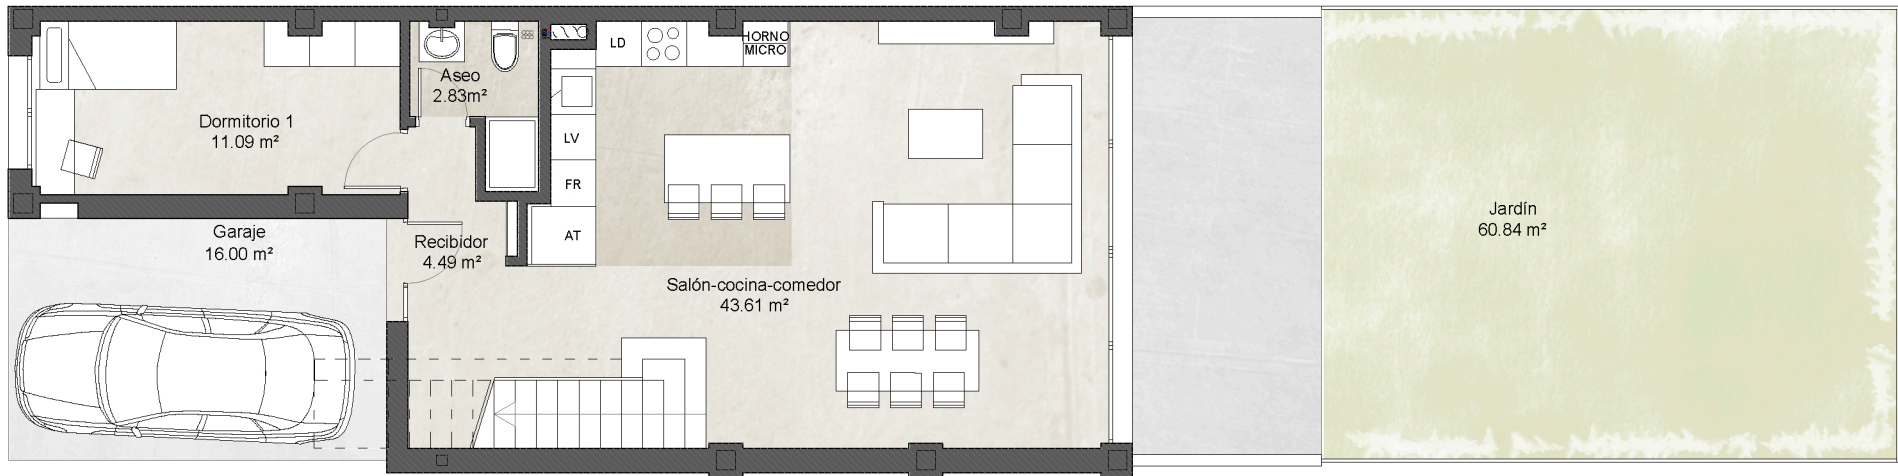 LD
HORNO
MICRO
Aseo
2.83m²
Dormitorio 1
11.09 m²
LV
FR
AT
Garaje
16.00 m²
Recibidor
4.49 m²
Salón-cocina-comedor
43.61 m²
Jardín
60.84 m²